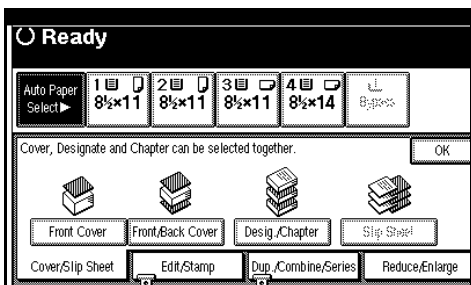 Ready
Auto Paper Select▶ 1 8½×11 2 8½×11 3 8½×11 4 8½×14 Bypass
Cover, Designate and Chapter can be selected together. OK
Front Cover Front/Back Cover Desig./Chapter Slip Sheet
Cover/Slip Sheet Edit/Stamp Dup./Combine/Series Reduce/Enlarge